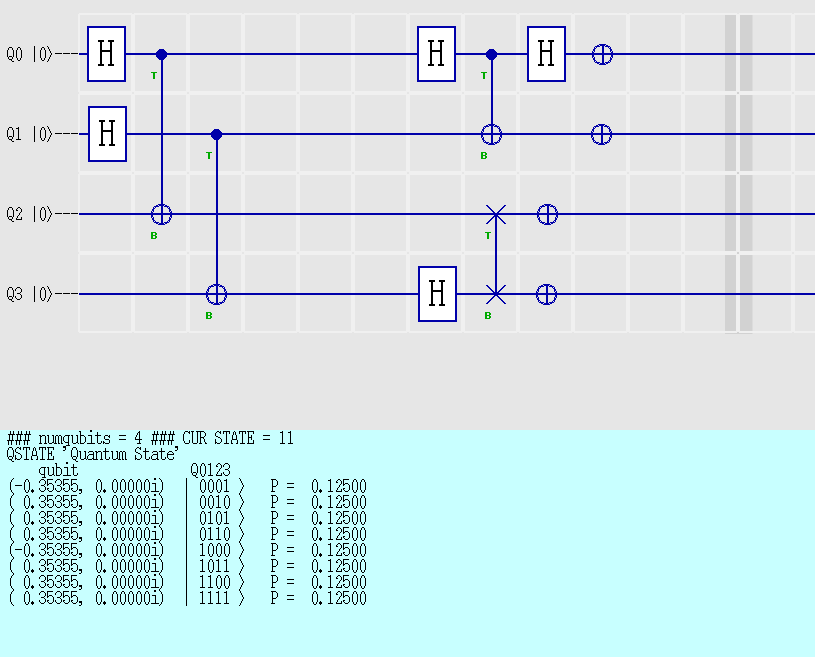 H H H
Q0 |0⟩---
T T
H
Q1 |0⟩---
T B
Q2 |0⟩---
B T
H
Q3 |0⟩---
B B
### numqubits = 4 ### CUR STATE = 11
QSTATE 'Quantum State'
qubit Q0123
(-0.35355, 0.00000i) | 0001 ⟩ P = 0.12500
( 0.35355, 0.00000i) | 0010 ⟩ P = 0.12500
( 0.35355, 0.00000i) | 0101 ⟩ P = 0.12500
( 0.35355, 0.00000i) | 0110 ⟩ P = 0.12500
(-0.35355, 0.00000i) | 1000 ⟩ P = 0.12500
( 0.35355, 0.00000i) | 1011 ⟩ P = 0.12500
( 0.35355, 0.00000i) | 1100 ⟩ P = 0.12500
( 0.35355, 0.00000i) | 1111 ⟩ P = 0.12500